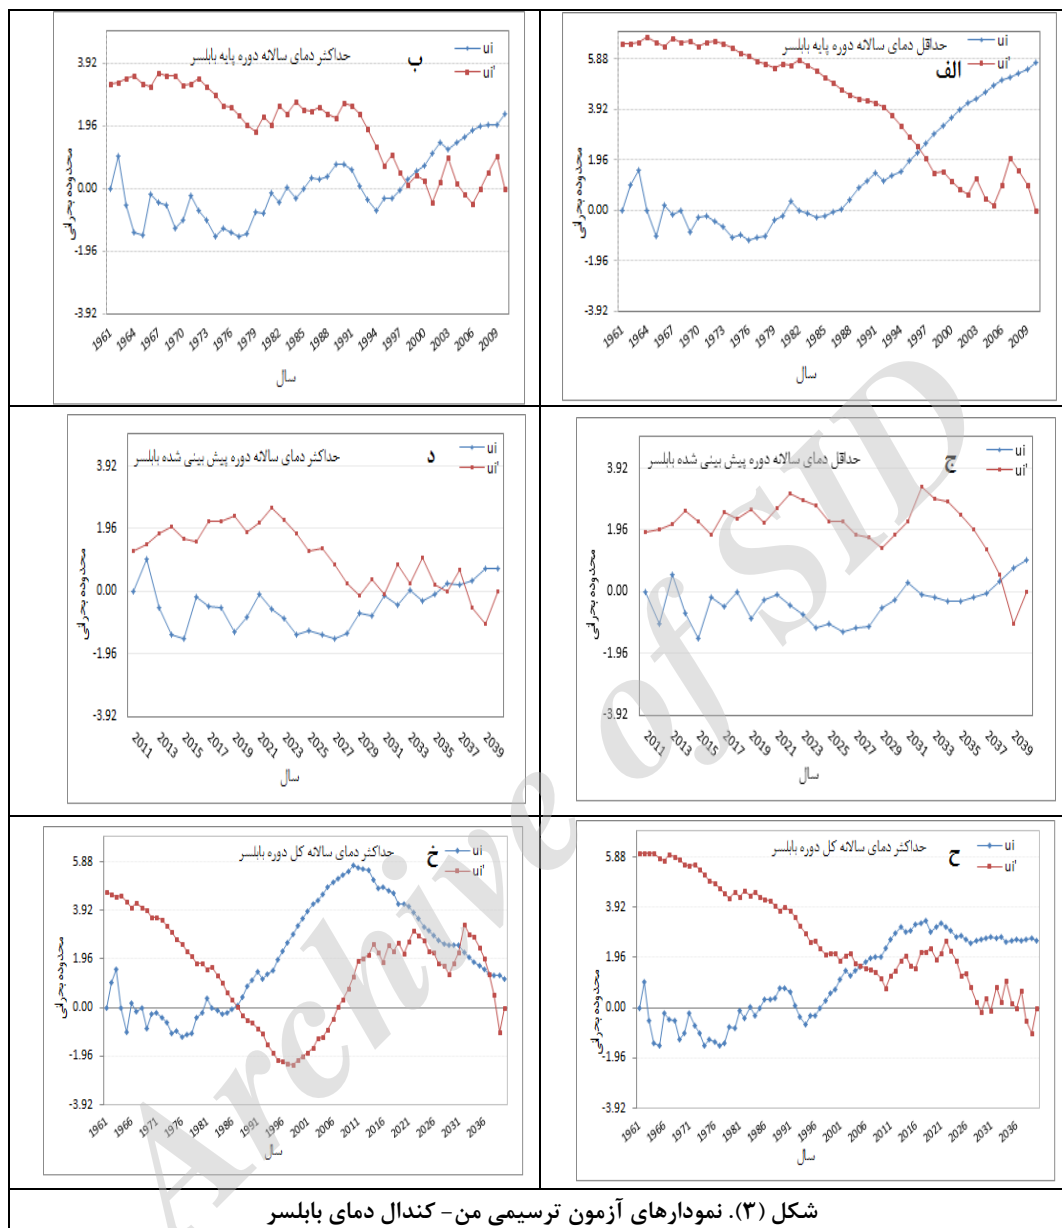 حداقل دمای سالانه دوره پایه بابلسر
الف
ui
ui'
5.88
3.92
1.96
0.00
-1.96
-3.92
محدوده بحرانی
1961 1964 1967 1970 1973 1976 1979 1982 1985 1988 1991 1994 1997 2000 2003 2006 2009
سال
حداکثر دمای سالانه دوره پایه بابلسر
ب
ui
ui'
3.92
1.96
0.00
-1.96
-3.92
محدوده بحرانی
1961 1964 1967 1970 1973 1976 1979 1982 1985 1988 1991 1994 1997 2000 2003 2006 2009
سال
حداقل دمای سالانه دوره پیش بینی شده بابلسر
ج
ui
ui'
3.92
1.96
0.00
-1.96
-3.92
محدوده بحرانی
2011 2013 2015 2017 2019 2021 2023 2025 2027 2029 2031 2033 2035 2037 2039
سال
حداکثر دمای سالانه دوره پیش بینی شده بابلسر
د
ui
ui'
3.92
1.96
0.00
-1.96
-3.92
محدوده بحرانی
2011 2013 2015 2017 2019 2021 2023 2025 2027 2029 2031 2033 2035 2037 2039
سال
حداکثر دمای سالانه کل دوره بابلسر
ح
ui
ui'
5.88
3.92
1.96
0.00
-1.96
-3.92
محدوده بحرانی
1961 1966 1971 1976 1981 1986 1991 1996 2001 2006 2011 2016 2021 2026 2031 2036
سال
حداکثر دمای سالانه کل دوره بابلسر
خ
ui
ui'
5.88
3.92
1.96
0.00
-1.96
-3.92
محدوده بحرانی
1961 1966 1971 1976 1981 1986 1991 1996 2001 2006 2011 2016 2021 2026 2031 2036
سال
Archive of SID
شکل (۳). نمودارهای آزمون ترسیمی من- کندال دمای بابلسر